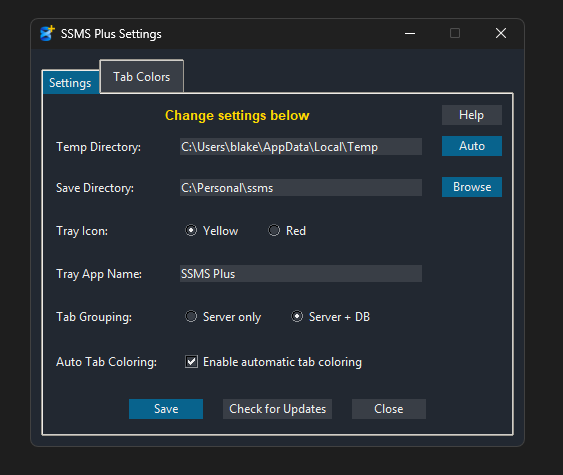 SSMS Plus Settings
Settings
Tab Colors
Change settings below
Help
Temp Directory: C:\Users\blake\AppData\Local\Temp Auto
Save Directory: C:\Personal\ssms Browse
Tray Icon: Yellow Red
Tray App Name: SSMS Plus
Tab Grouping: Server only Server + DB
Auto Tab Coloring: Enable automatic tab coloring
Save Check for Updates Close